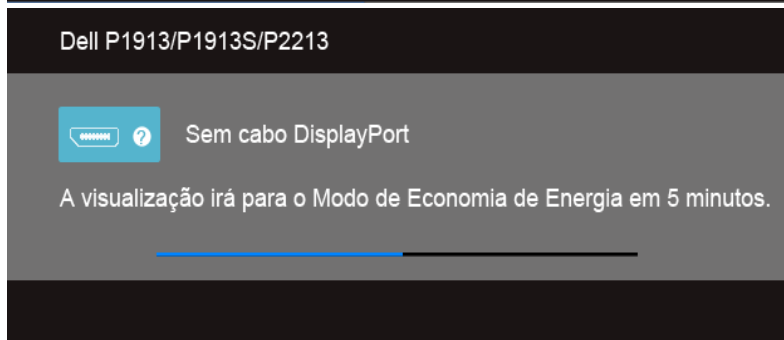 Dell P1913/P1913S/P2213
Sem cabo DisplayPort
A visualização irá para o Modo de Economia de Energia em 5 minutos.